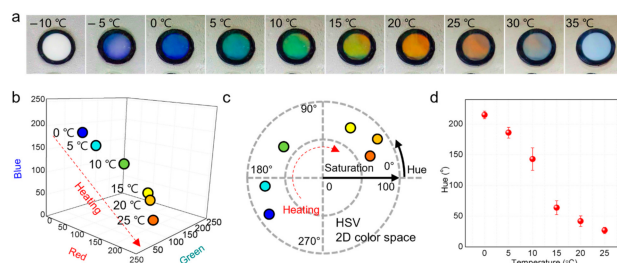 a
−10 ℃ −5 ℃ 0 ℃ 5 ℃ 10 ℃ 15 ℃ 20 ℃ 25 ℃ 30 ℃ 35 ℃
b
250
200
150
100
50
0
Blue
0 ℃
5 ℃
10 ℃
15 ℃
20 ℃
25 ℃
Heating
0 50 100 150 200 250
Red
50 100 150 200 250
Green
c
90°
180°
0°
270°
Saturation
0 100
Hue
Heating
HSV
2D color space
d
Hue (°)
300
200
100
0
0 5 10 15 20 25
Temperature (℃)